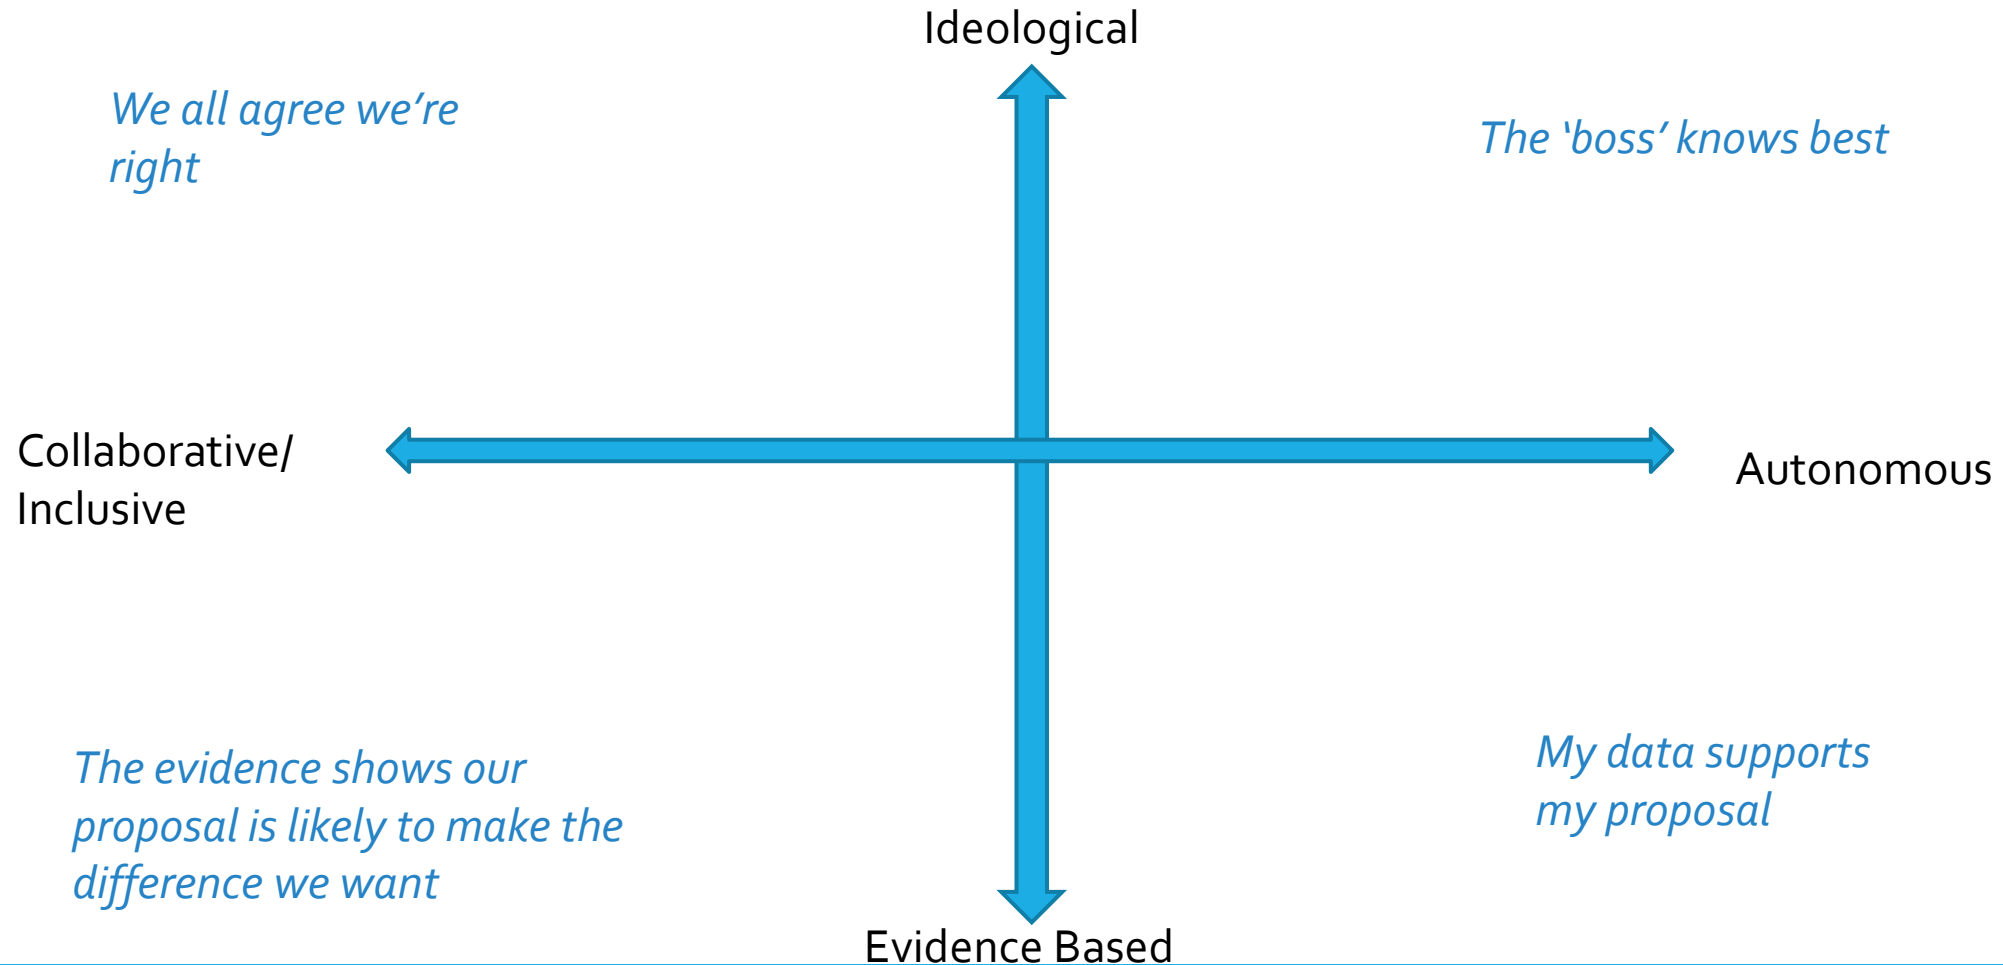 Ideological
We all agree we’re
right
The ‘boss’ knows best
Collaborative/
Inclusive
Autonomous
The evidence shows our
proposal is likely to make the
difference we want
My data supports
my proposal
Evidence Based